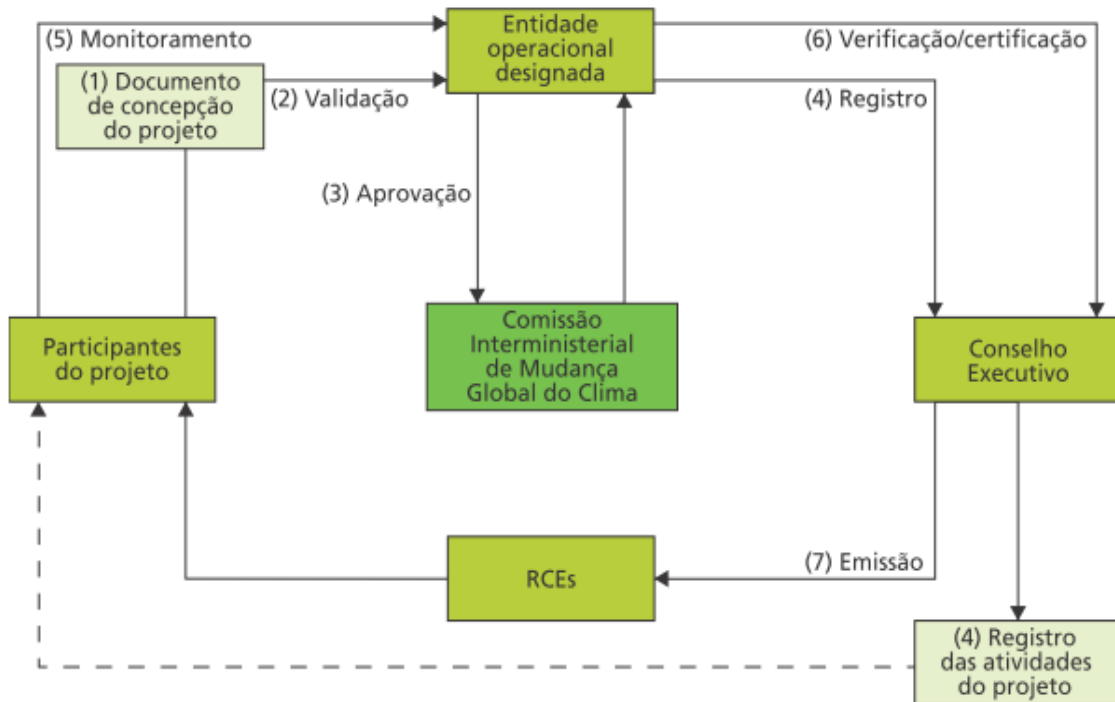 (5) Monitoramento
(1) Documento
de concepção
do projeto
(2) Validação
Entidade
operacional
designada
(6) Verificação/certificação
(4) Registro
(3) Aprovação
Participantes
do projeto
Comissão
Interministerial
de Mudança
Global do Clima
Conselho
Executivo
RCEs
(7) Emissão
(4) Registro
das atividades
do projeto